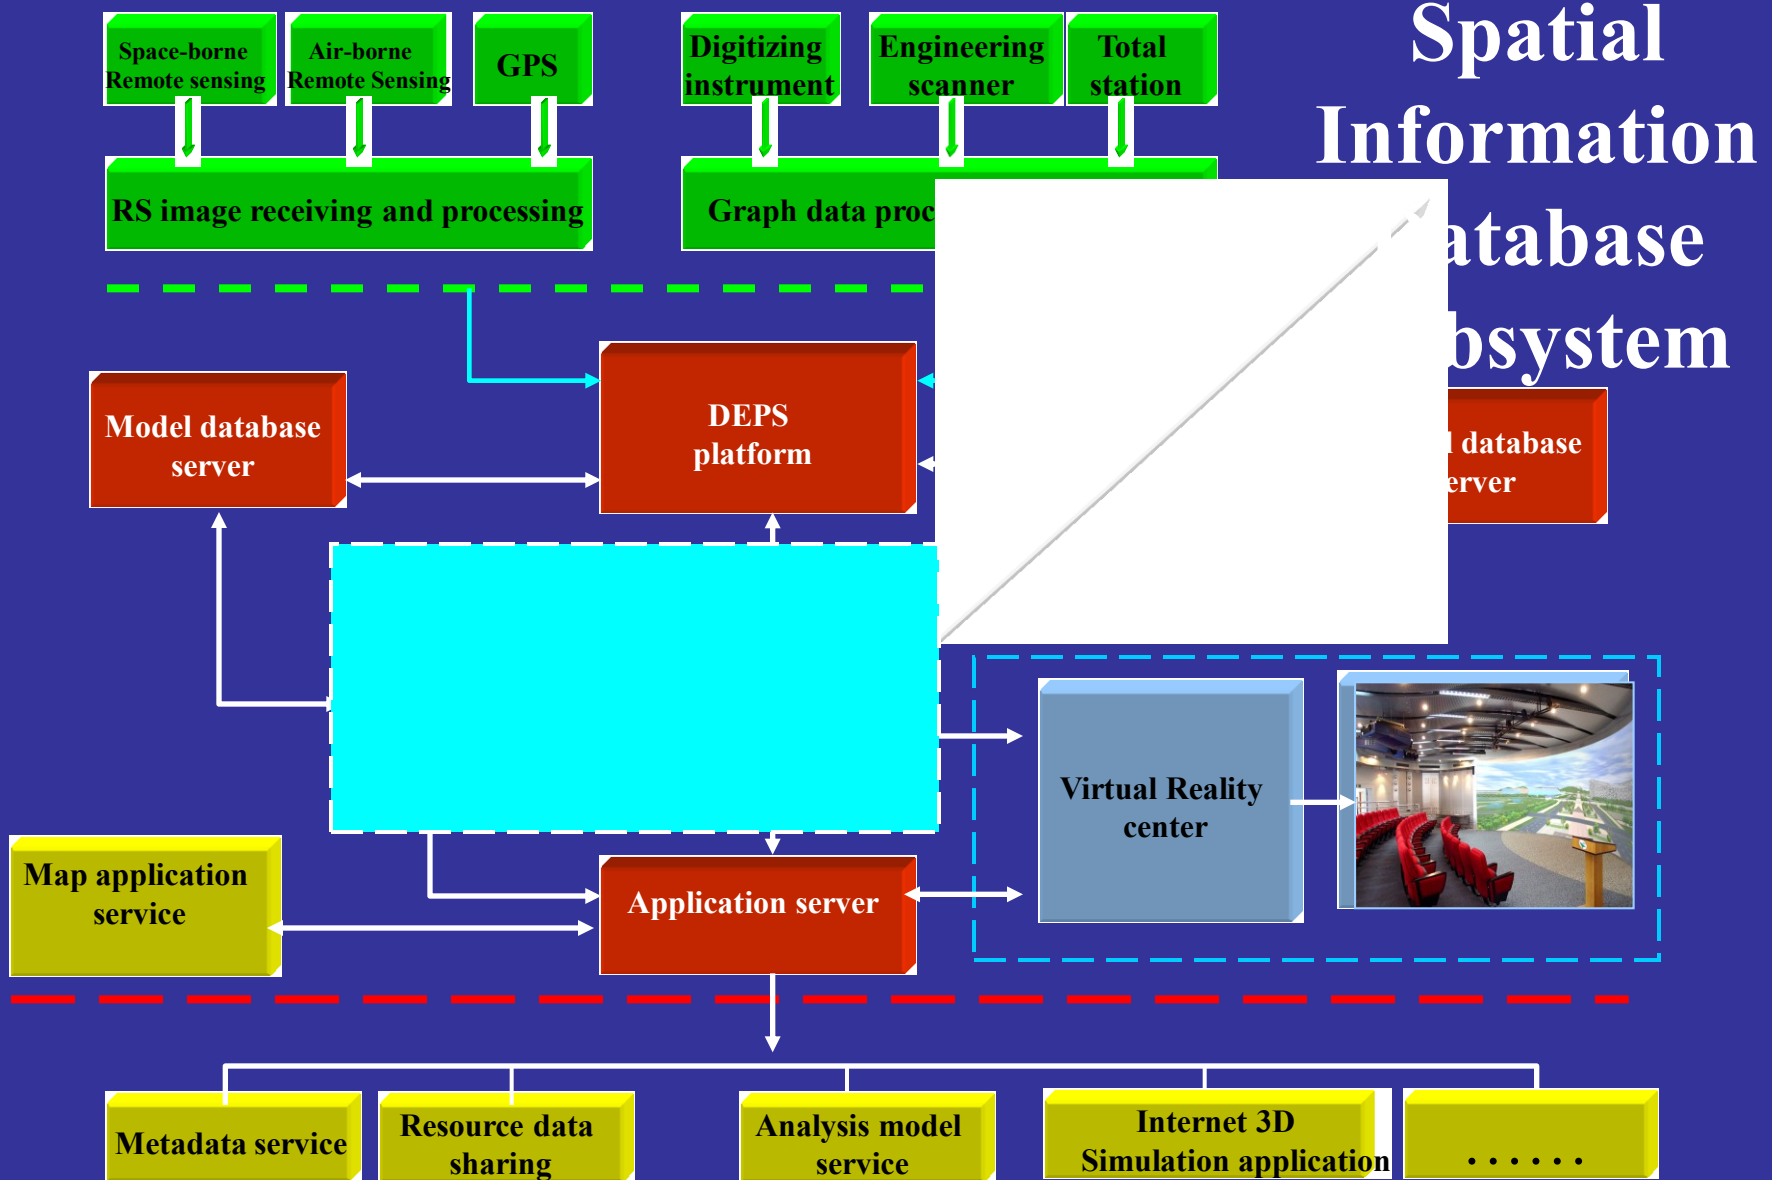 Spatial
Information
atabase
bsystem
Space-borne
Remote sensing
Air-borne
Remote Sensing
GPS
Digitizing
instrument
Engineering
scanner
Total
station
RS image receiving and processing
Graph data proc
Model database
server
DEPS
platform
database
erver
Virtual Reality
center
Map application
service
Application server
Metadata service
Resource data
sharing
Analysis model
service
Internet 3D
Simulation application
. . . . . .